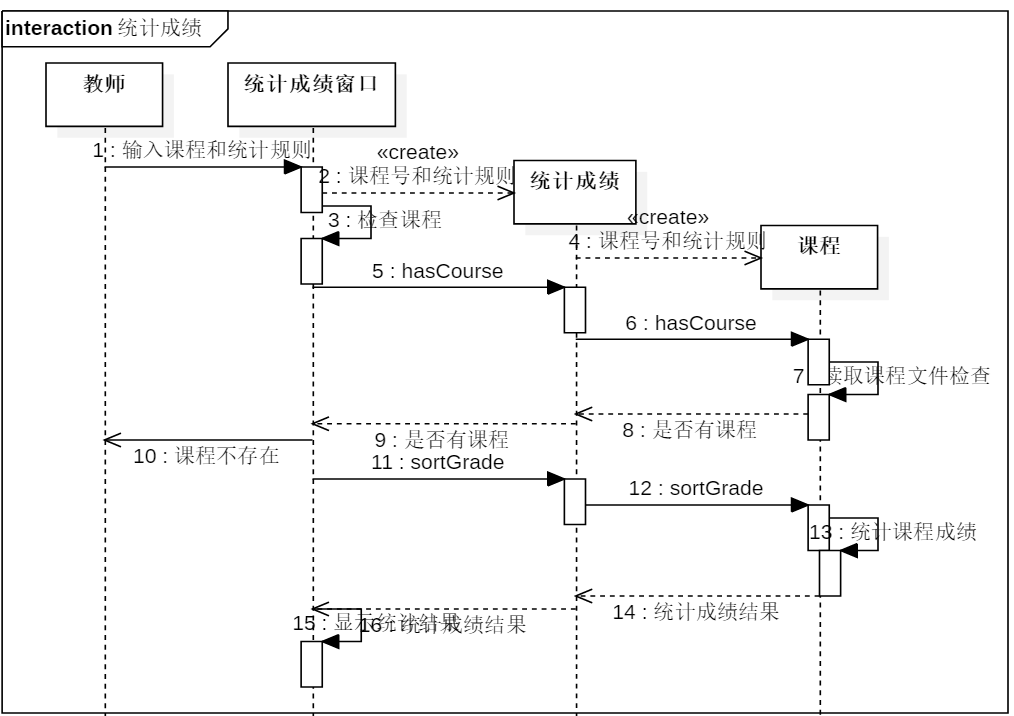 interaction 统计成绩
教师
统计成绩窗口
1 : 输入课程和统计规则
«create»
2 : 课程号和统计规则
统计成绩
3 : 检查课程
«create»
4 : 课程号和统计规则
课程
5 : hasCourse
6 : hasCourse
7 : 读取课程文件检查
8 : 是否有课程
9 : 是否有课程
10 : 课程不存在
11 : sortGrade
12 : sortGrade
13 : 统计课程成绩
14 : 统计成绩结果
15 : 显示统计结果
16 : 统计成绩结果